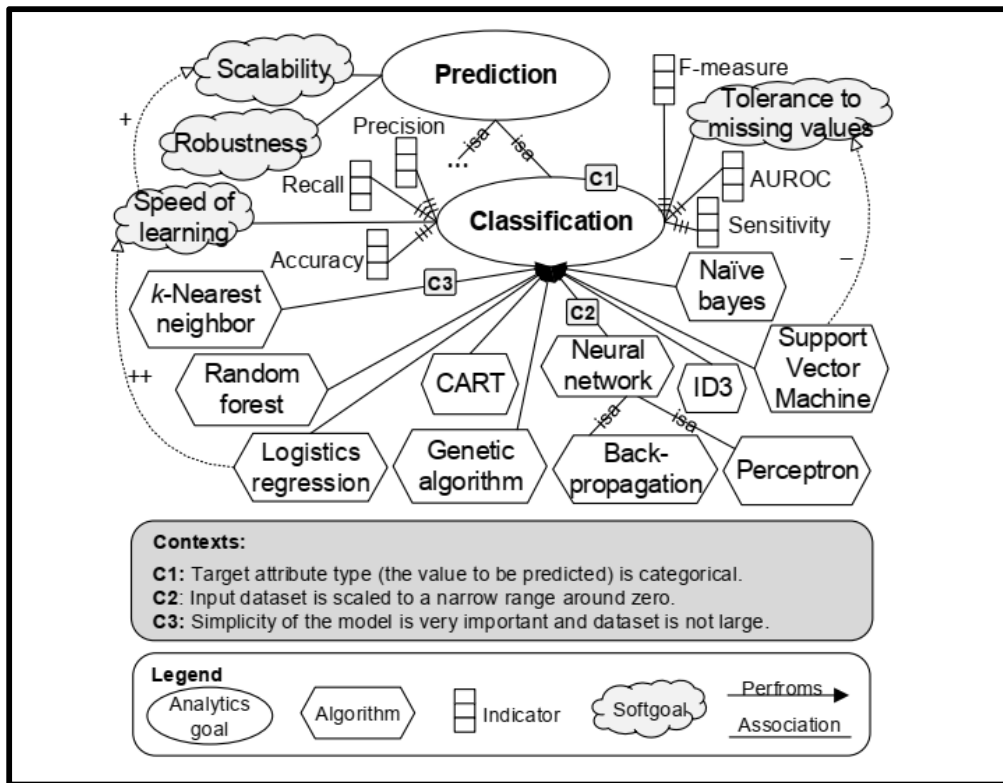 Scalability
Prediction
F-measure
+
Tolerance to
missing values
Robustness
Precision
... isa
isa
Recall
C1
AUROC
Speed of
learning
Classification
Sensitivity
Accuracy
C3
k-Nearest
neighbor
C2
Naïve
bayes
–
++
Random
forest
CART
Neural
network
ID3
Support
Vector
Machine
isa
isa
Logistics
regression
Genetic
algorithm
Back-
propagation
Perceptron
Contexts:
C1: Target attribute type (the value to be predicted) is categorical.
C2: Input dataset is scaled to a narrow range around zero.
C3: Simplicity of the model is very important and dataset is not large.
Legend
Analytics
goal
Algorithm
Indicator
Softgoal
Perfroms
Association